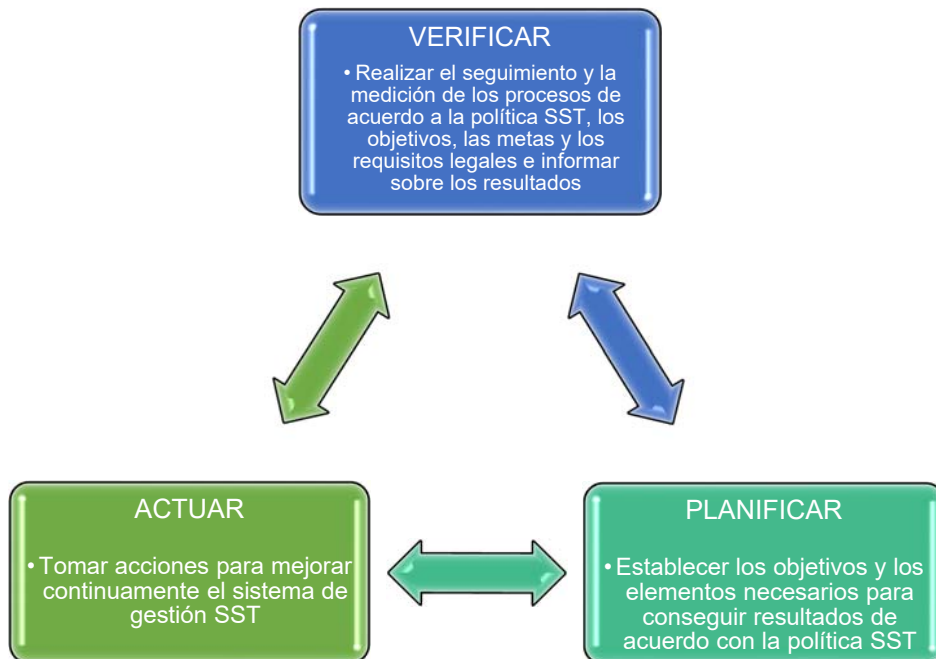 VERIFICAR
• Realizar el seguimiento y la
medición de los procesos de
acuerdo a la política SST, los
objetivos, las metas y los
requisitos legales e informar
sobre los resultados
ACTUAR
• Tomar acciones para mejorar
continuamente el sistema de
gestión SST
PLANIFICAR
• Establecer los objetivos y los
elementos necesarios para
conseguir resultados de
acuerdo con la política SST